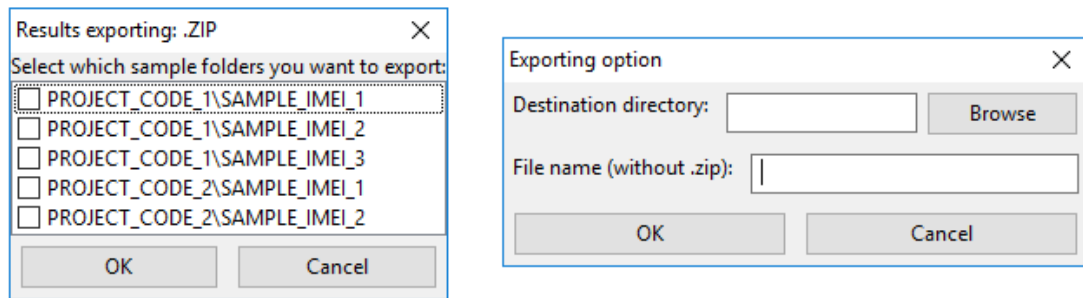 Results exporting: .ZIP
Select which sample folders you want to export:
PROJECT_CODE_1\SAMPLE_IMEI_1
PROJECT_CODE_1\SAMPLE_IMEI_2
PROJECT_CODE_1\SAMPLE_IMEI_3
PROJECT_CODE_2\SAMPLE_IMEI_1
PROJECT_CODE_2\SAMPLE_IMEI_2
OK Cancel
Exporting option
Destination directory: Browse
File name (without .zip):
OK Cancel